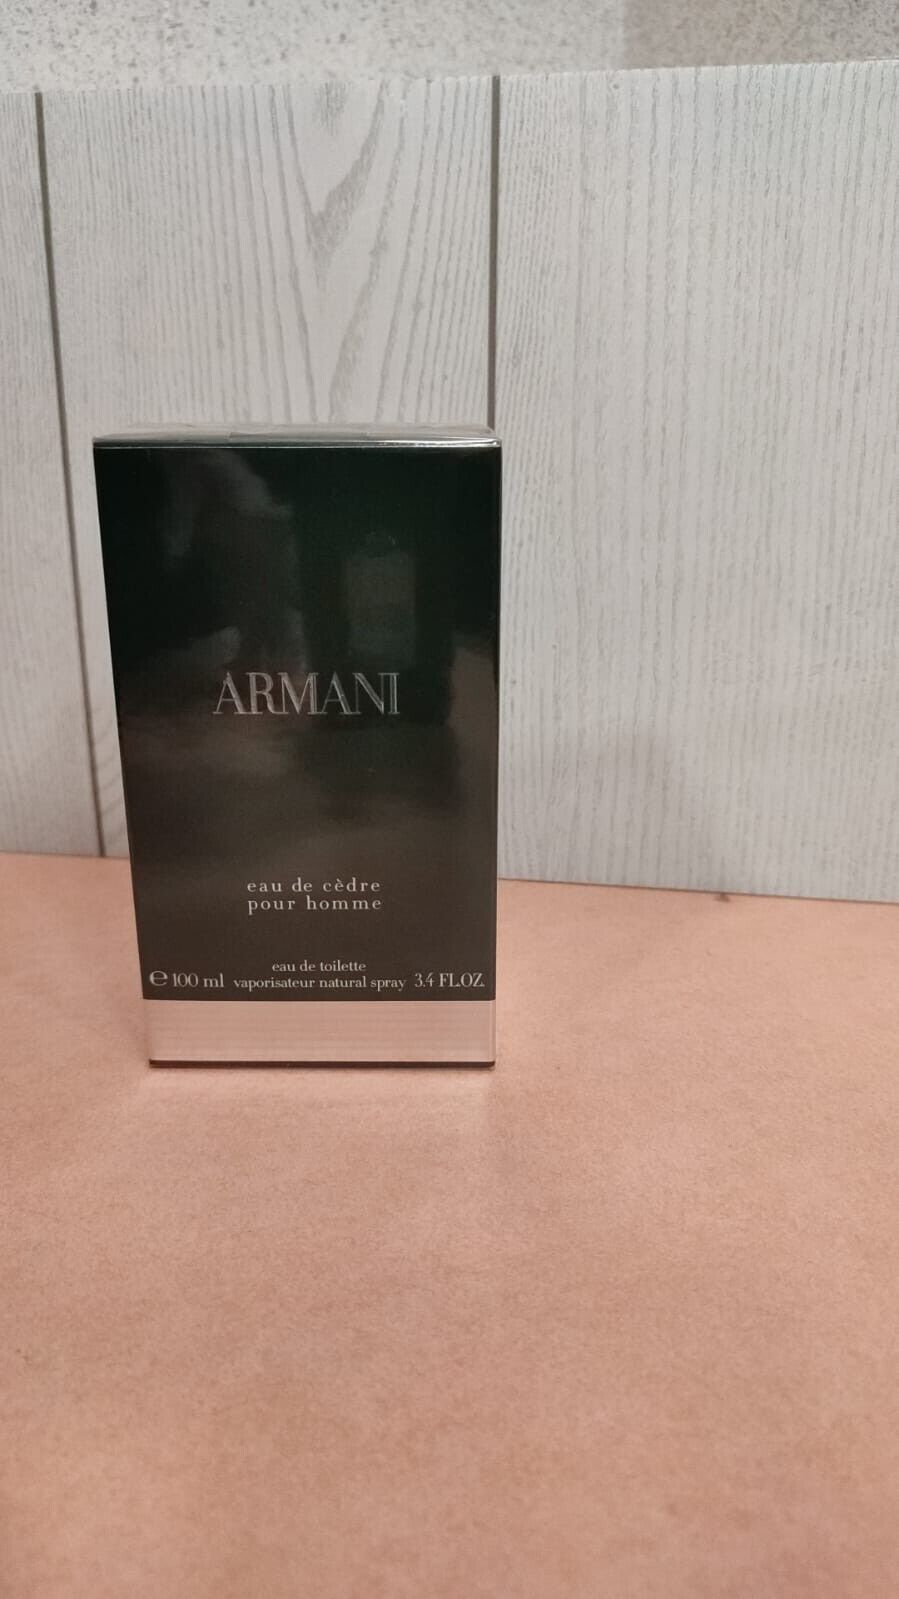 ARMANI
eau de cèdre
pour homme
eau de toilette
℮ 100 ml vaporisateur natural spray 3.4 FL.OZ.